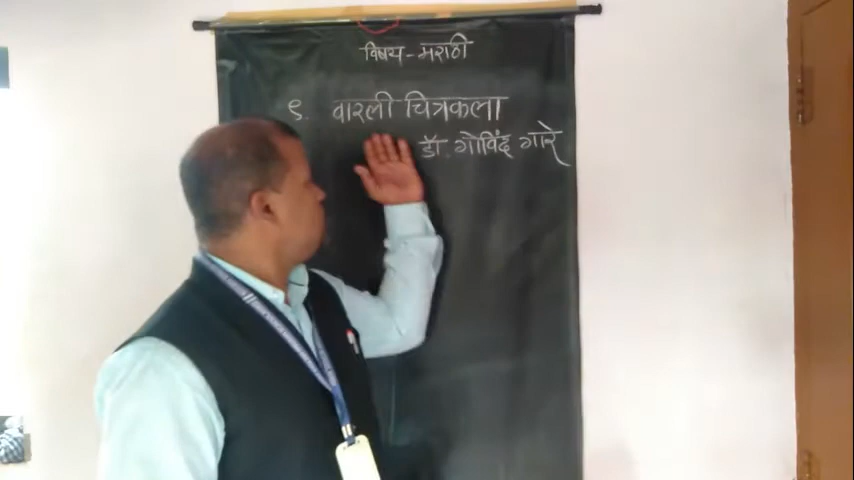 विषय - मराठी
९. वारली चित्रकला
डॉ. गोविंद गारे